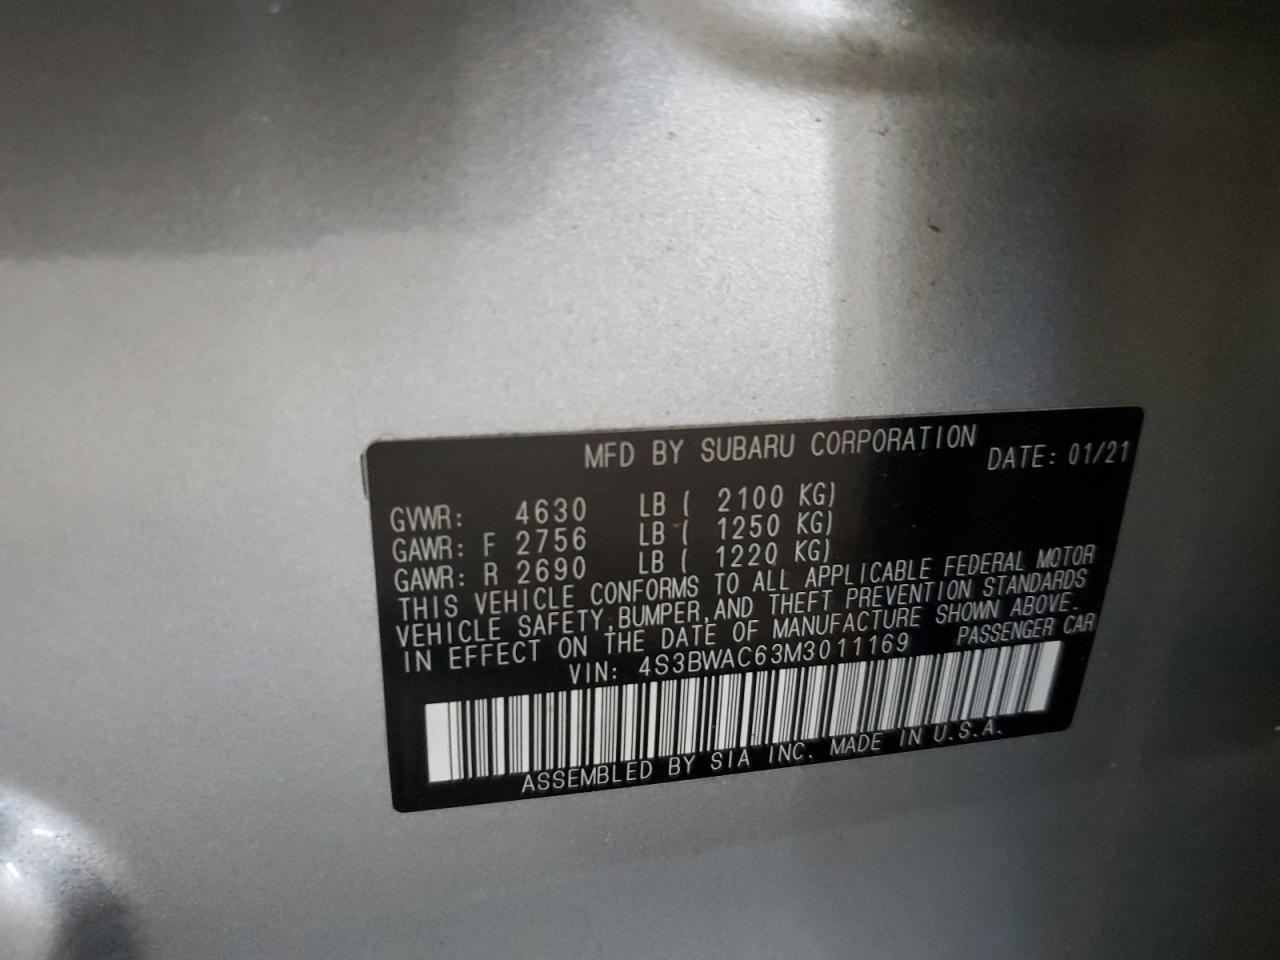 MFD BY SUBARU CORPORATION DATE: 01/21
GVWR: 4630 LB ( 2100 KG)
GAWR: F 2756 LB ( 1250 KG)
GAWR: R 2690 LB ( 1220 KG)
THIS VEHICLE CONFORMS TO ALL APPLICABLE FEDERAL MOTOR
VEHICLE SAFETY, BUMPER, AND THEFT PREVENTION STANDARDS
IN EFFECT ON THE DATE OF MANUFACTURE SHOWN ABOVE.
VIN: 4S3BWAC63M3011169 PASSENGER CAR
ASSEMBLED BY SIA INC. MADE IN U.S.A.